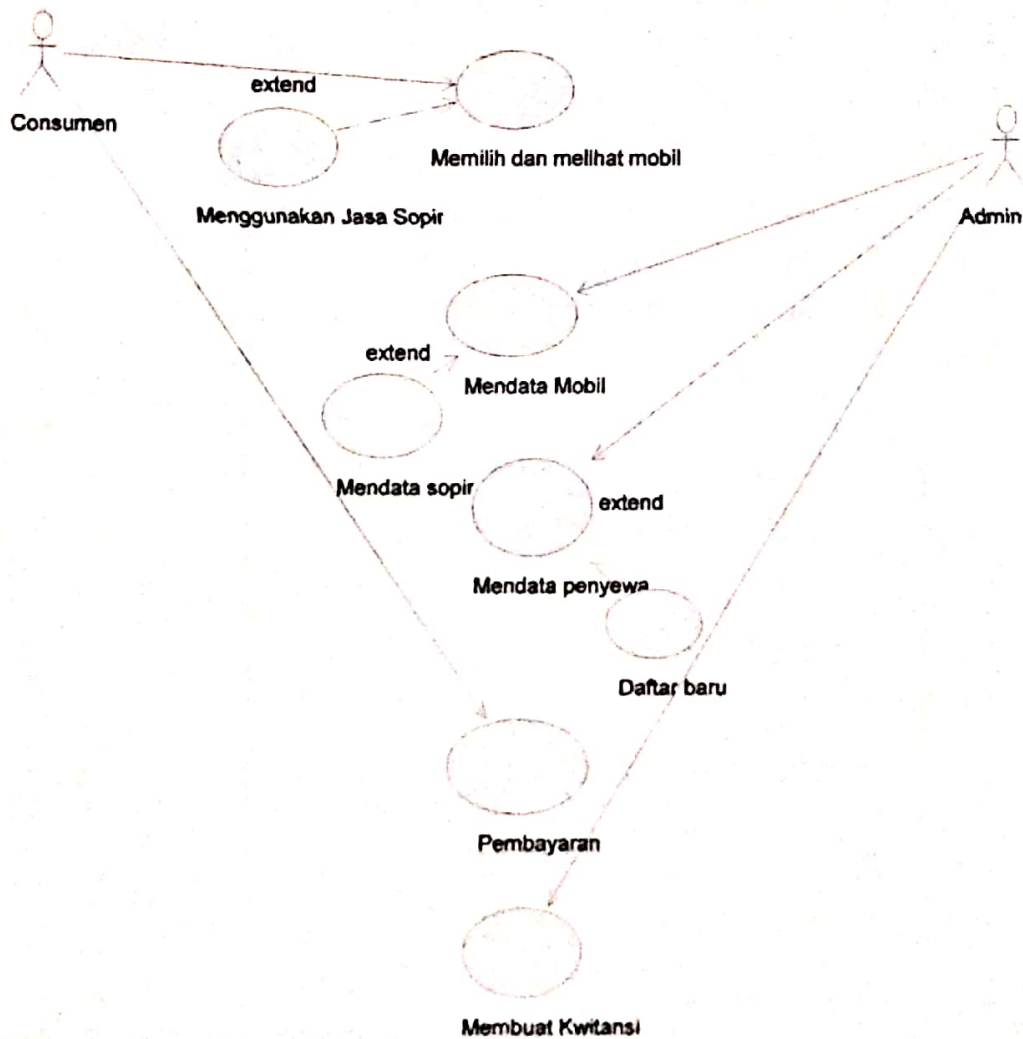 extend
Consumen
Memilih dan melihat mobil
Menggunakan Jasa Sopir
Admin
extend
Mendata Mobil
Mendata sopir
extend
Mendata penyewa
Daftar baru
Pembayaran
Membuat Kwitansi